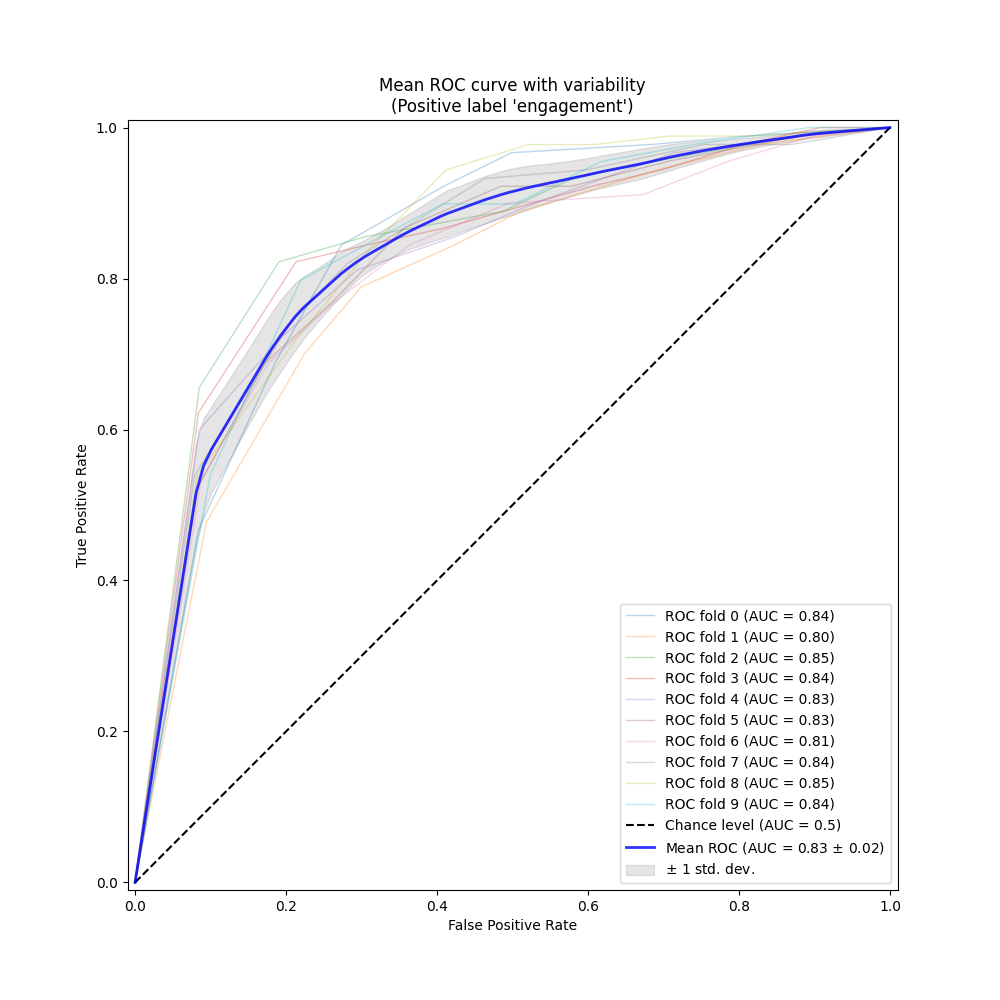 Mean ROC curve with variability
(Positive label 'engagement')
True Positive Rate
1.0
0.8
0.6
0.4
0.2
0.0
0.0 0.2 0.4 0.6 0.8 1.0
False Positive Rate
ROC fold 0 (AUC = 0.84)
ROC fold 1 (AUC = 0.80)
ROC fold 2 (AUC = 0.85)
ROC fold 3 (AUC = 0.84)
ROC fold 4 (AUC = 0.83)
ROC fold 5 (AUC = 0.83)
ROC fold 6 (AUC = 0.81)
ROC fold 7 (AUC = 0.84)
ROC fold 8 (AUC = 0.85)
ROC fold 9 (AUC = 0.84)
Chance level (AUC = 0.5)
Mean ROC (AUC = 0.83 ± 0.02)
± 1 std. dev.